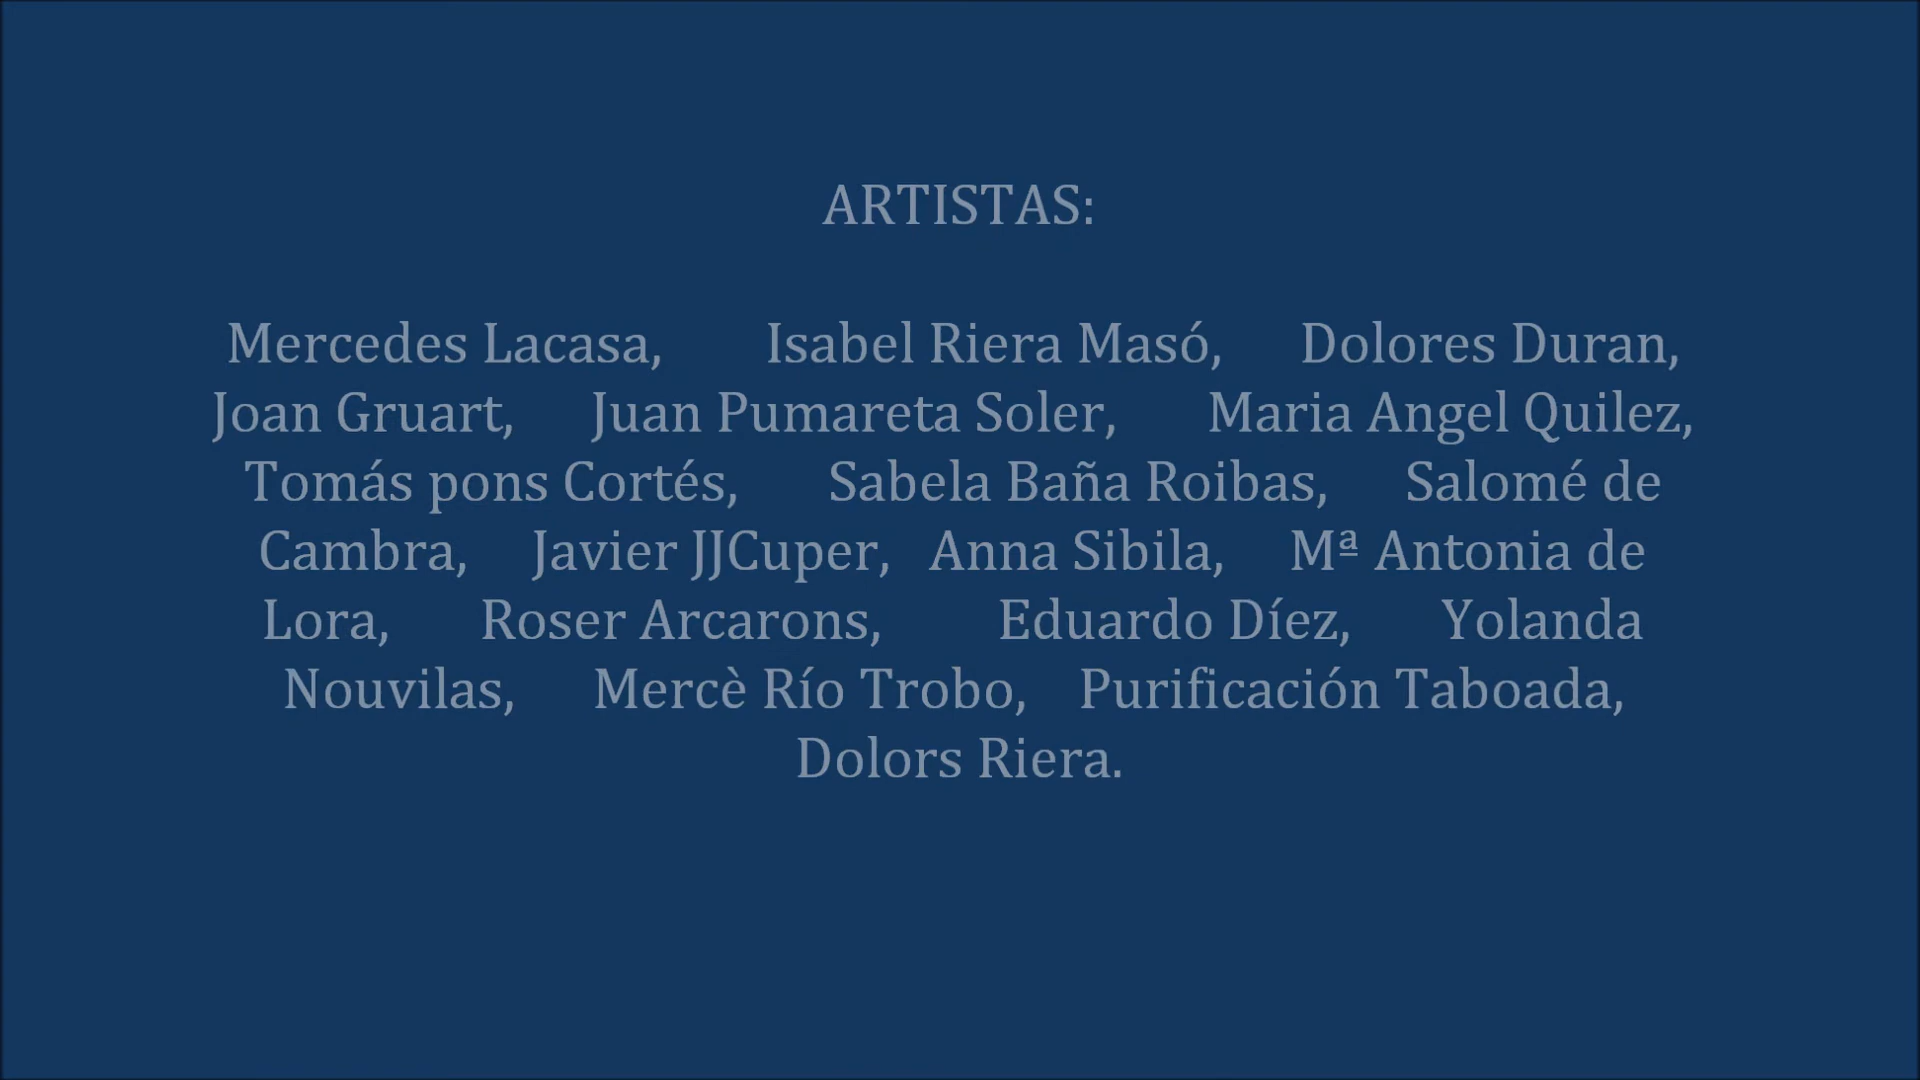 ARTISTAS:
Mercedes Lacasa, Isabel Riera Masó, Dolores Duran,
Joan Gruart, Juan Pumareta Soler, Maria Angel Quilez,
Tomás pons Cortés, Sabela Baña Roibas, Salomé de
Cambra, Javier JJCuper, Anna Sibila, Mª Antonia de
Lora, Roser Arcarons, Eduardo Díez, Yolanda
Nouvilas, Mercè Río Trobo, Purificación Taboada,
Dolors Riera.